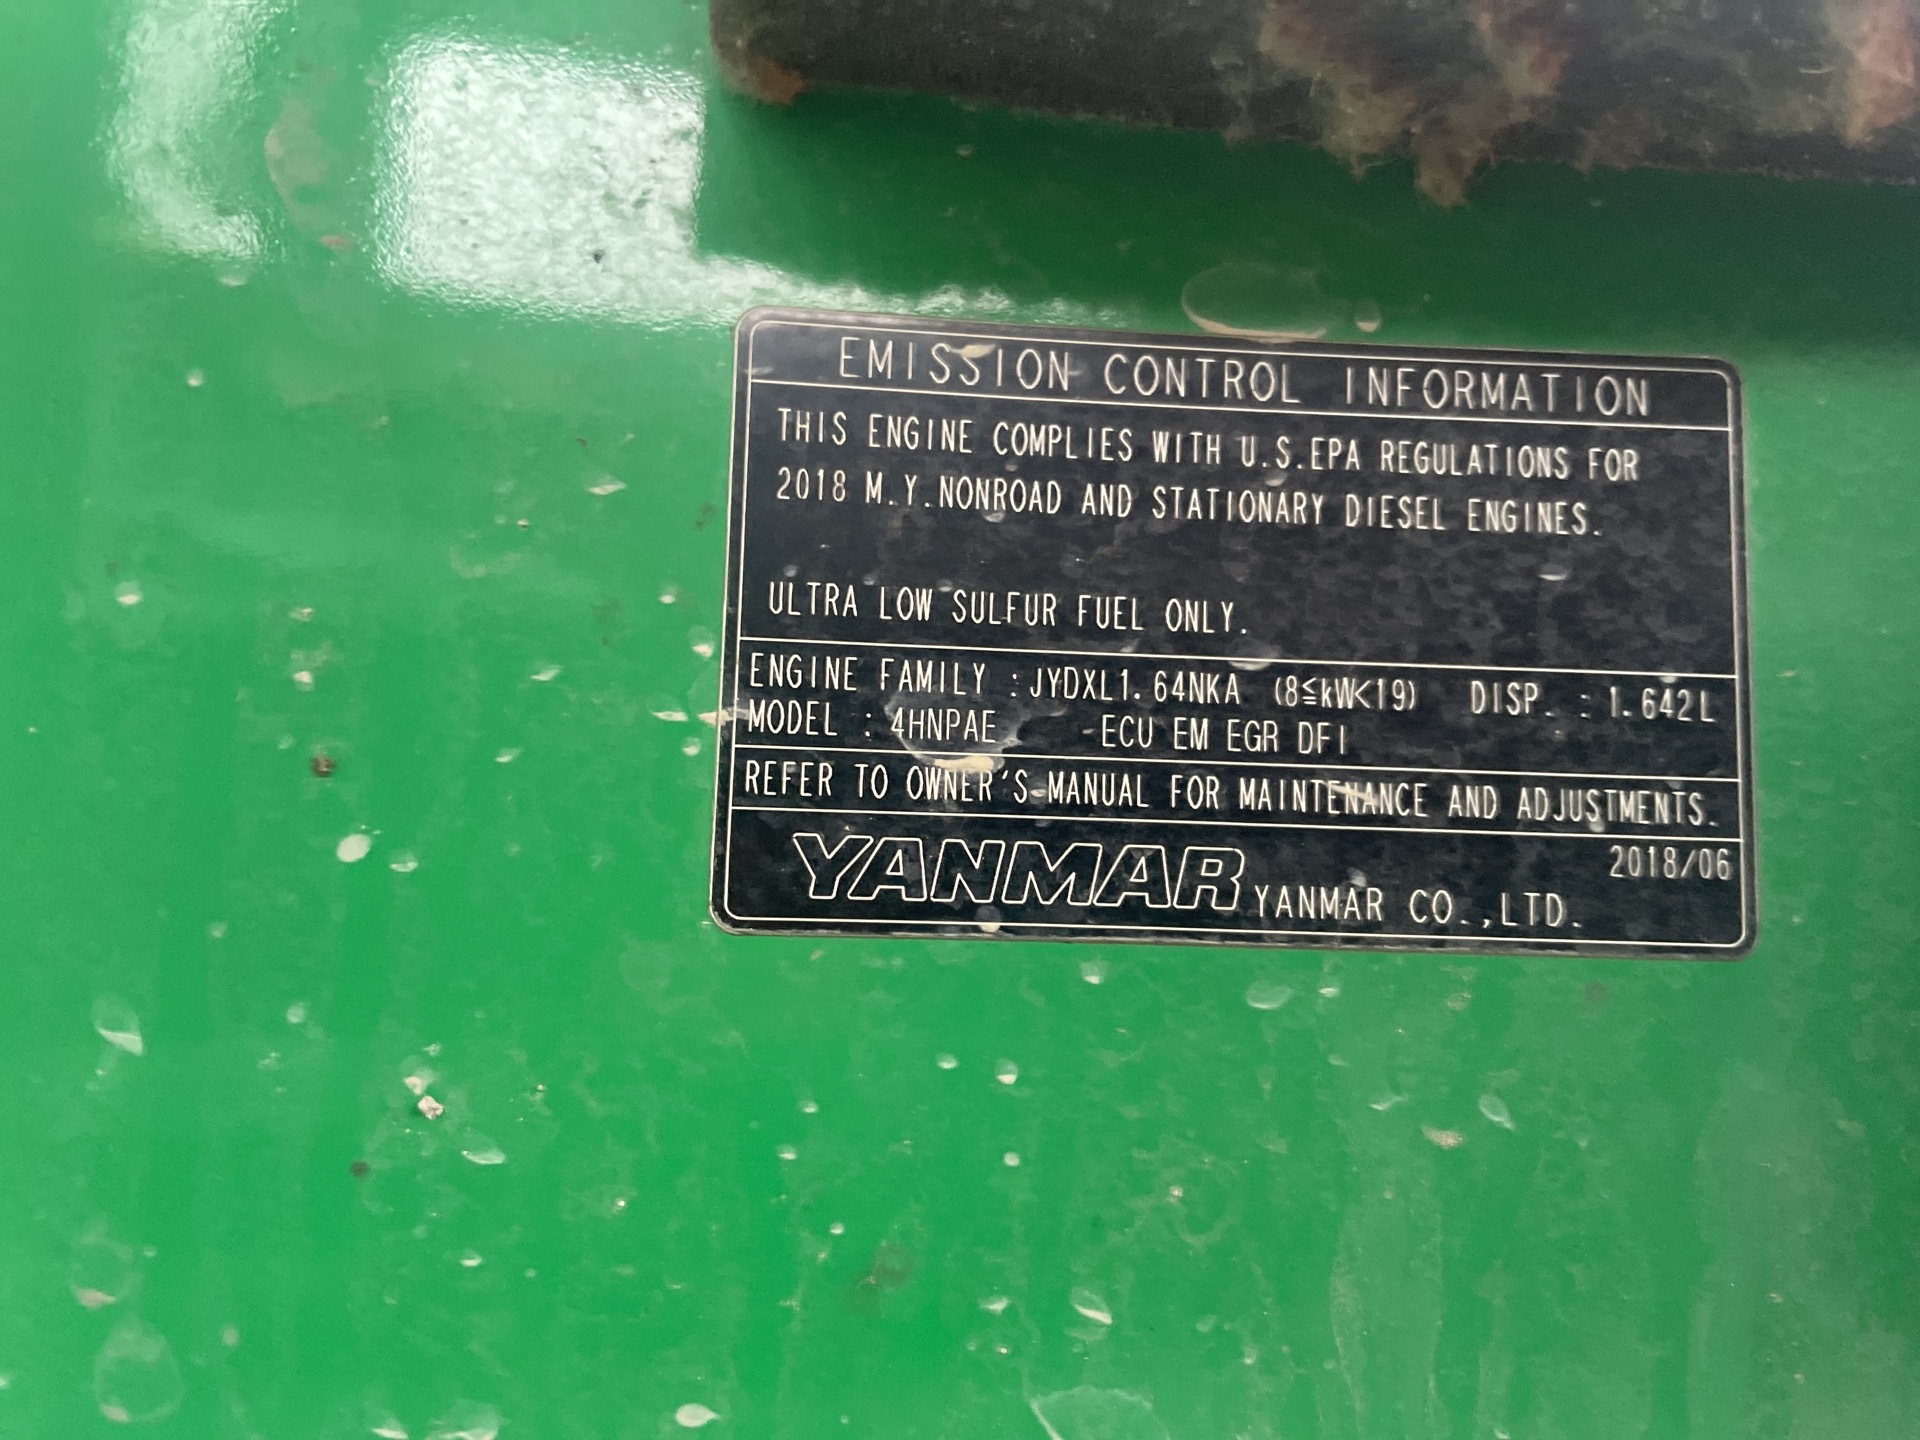 EMISSION CONTROL INFORMATION
THIS ENGINE COMPLIES WITH U.S.EPA REGULATIONS FOR
2018 M.Y.NONROAD AND STATIONARY DIESEL ENGINES.
ULTRA LOW SULFUR FUEL ONLY.
ENGINE FAMILY : JYDXL1.64NKA (8≦kW<19) DISP. : 1.642L
MODEL : 4HNPAE -ECU EM EGR DFI
REFER TO OWNER'S MANUAL FOR MAINTENANCE AND ADJUSTMENTS.
2018/06
YANMAR YANMAR CO.,LTD.